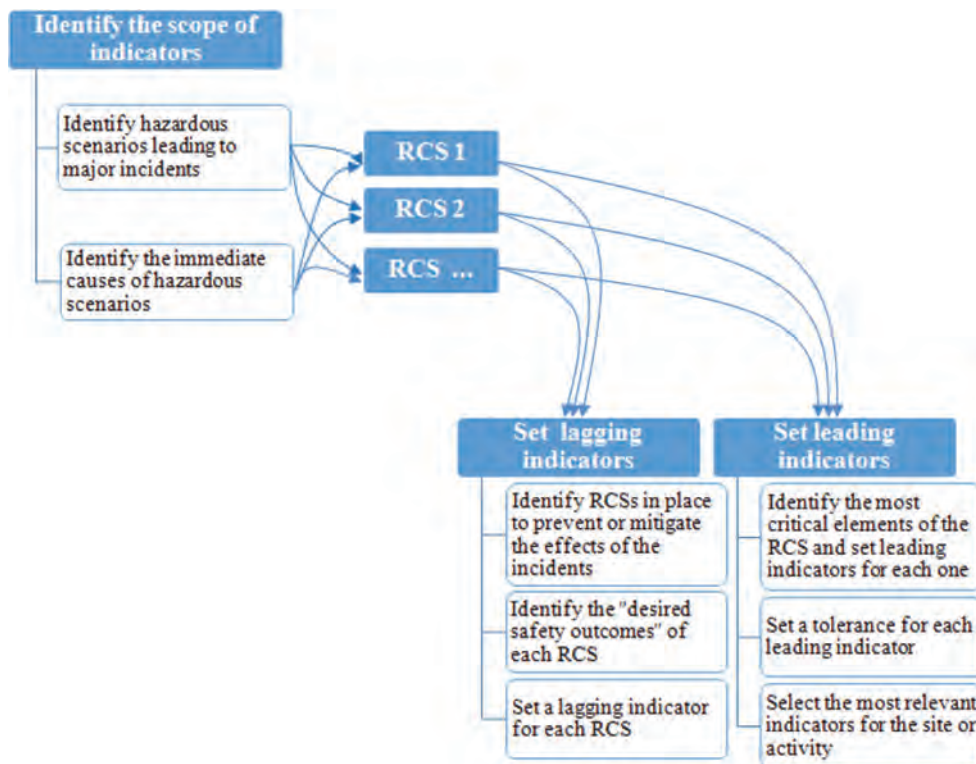 Identify the scope of
indicators
Identify hazardous
scenarios leading to
major incidents
Identify the immediate
causes of hazardous
scenarios
RCS 1
RCS 2
RCS ...
Set lagging
indicators
Identify RCSs in place
to prevent or mitigate
the effects of the
incidents
Identify the "desired
safety outcomes" of
each RCS
Set a lagging indicator
for each RCS
Set leading
indicators
Identify the most
critical elements of the
RCS and set leading
indicators for each one
Set a tolerance for each
leading indicator
Select the most relevant
indicators for the site or
activity